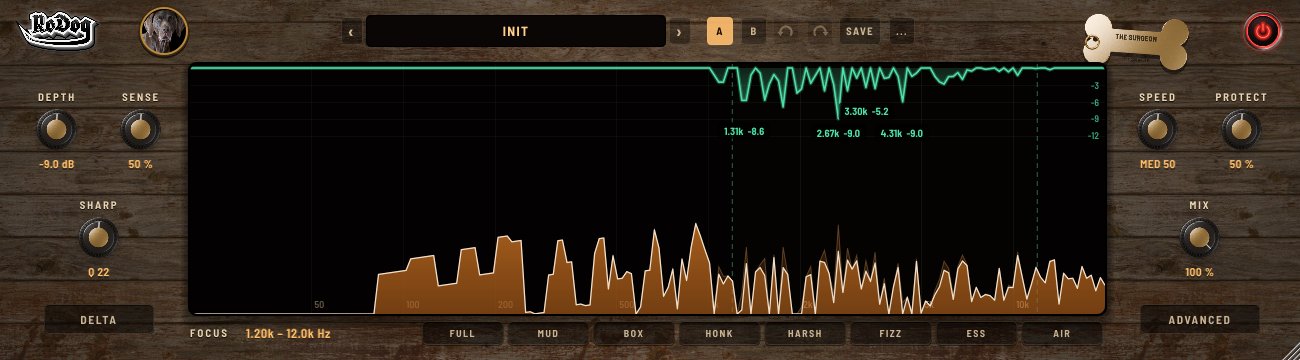 RoDog
‹ INIT › A B SAVE ...
THE SURGEON
DEPTH SENSE
-9.0 dB 50 %
SHARP
Q 22
DELTA
-3
-6
-9
-12
3.30k -5.2
1.31k -8.6 2.67k -9.0 4.31k -9.0
50 100 200 500 2k 10k
SPEED PROTECT
MED 50 50 %
MIX
100 %
ADVANCED
FOCUS 1.20k – 12.0k Hz FULL MUD BOX HONK HARSH FIZZ ESS AIR